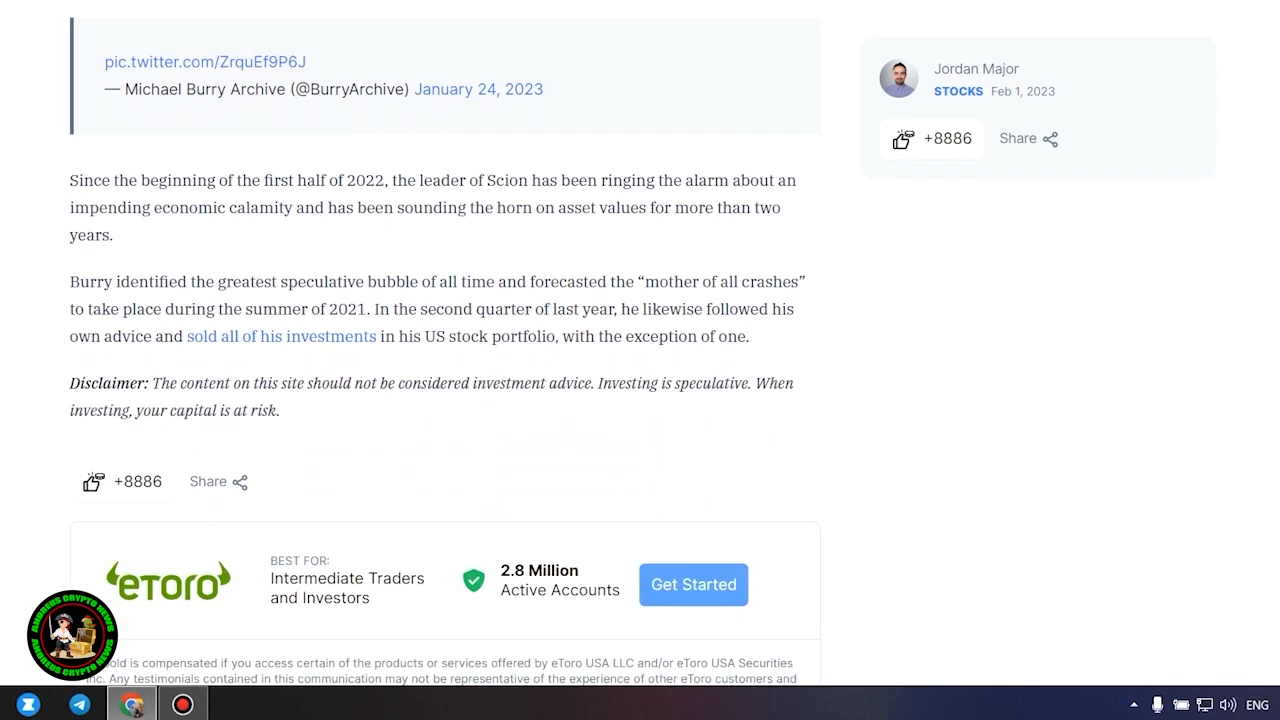 pic.twitter.com/ZrquEf9P6J
— Michael Burry Archive (@BurryArchive) January 24, 2023
Jordan Major
STOCKS Feb 1, 2023
+8886 Share
Since the beginning of the first half of 2022, the leader of Scion has been ringing the alarm about an
impending economic calamity and has been sounding the horn on asset values for more than two
years.
Burry identified the greatest speculative bubble of all time and forecasted the “mother of all crashes”
to take place during the summer of 2021. In the second quarter of last year, he likewise followed his
own advice and sold all of his investments in his US stock portfolio, with the exception of one.
Disclaimer: The content on this site should not be considered investment advice. Investing is speculative. When
investing, your capital is at risk.
+8886 Share
eToro
BEST FOR:
Intermediate Traders
and Investors
2.8 Million
Active Accounts
Get Started
ANDREUS CRYPTO NEWS
ANDREUS CRYPTO NEWS
old is compensated if you access certain of the products or services offered by eToro USA LLC and/or eToro USA Securities
Inc. Any testimonials contained in this communication may not be representative of the experience of other eToro customers and
ENG